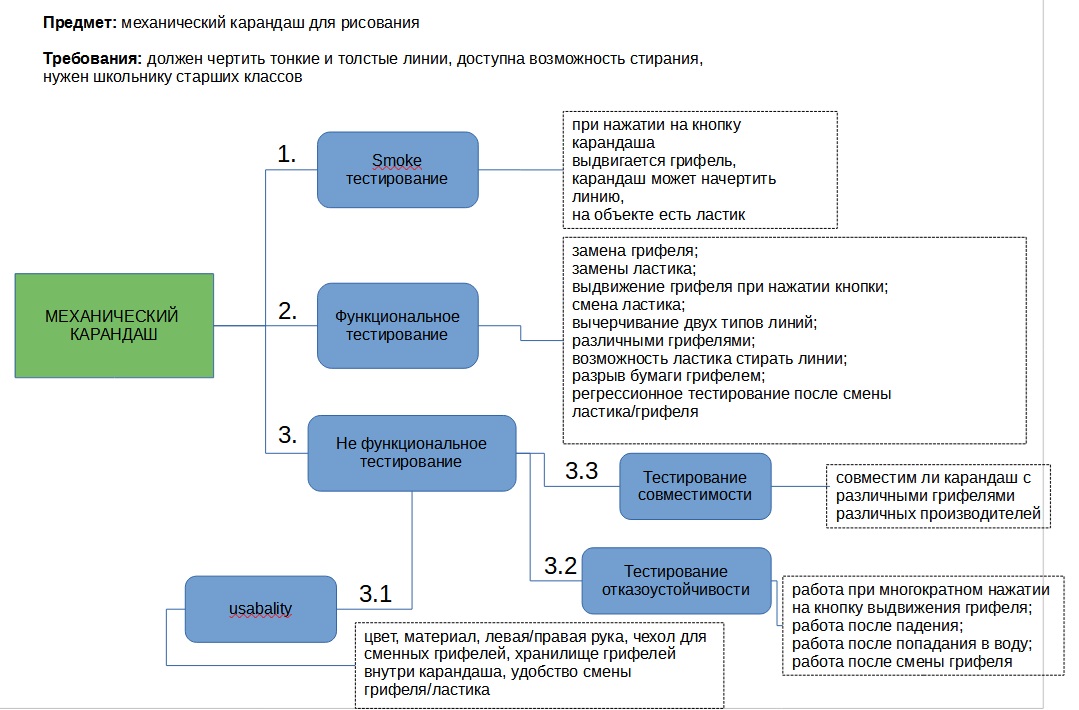 Предмет: механический карандаш для рисования
Требования: должен чертить тонкие и толстые линии, доступна возможность стирания,
нужен школьнику старших классов
1.
Smoke
тестирование
при нажатии на кнопку
карандаша
выдвигается грифель,
карандаш может начертить
линию,
на объекте есть ластик
МЕХАНИЧЕСКИЙ
КАРАНДАШ
2.
Функциональное
тестирование
замена грифеля;
замены ластика;
выдвижение грифеля при нажатии кнопки;
смена ластика;
вычерчивание двух типов линий;
различными грифелями;
возможность ластика стирать линии;
разрыв бумаги грифелем;
регрессионное тестирование после смены
ластика/грифеля
3.
Не функциональное
тестирование
3.3
Тестирование
совместимости
совместим ли карандаш с
различными грифелями
различных производителей
3.2
Тестирование
отказоустойчивости
работа при многократном нажатии
на кнопку выдвижения грифеля;
работа после падения;
работа после попадания в воду;
работа после смены грифеля
usabality
3.1
цвет, материал, левая/правая рука, чехол для
сменных грифелей, хранилище грифелей
внутри карандаша, удобство смены
грифеля/ластика